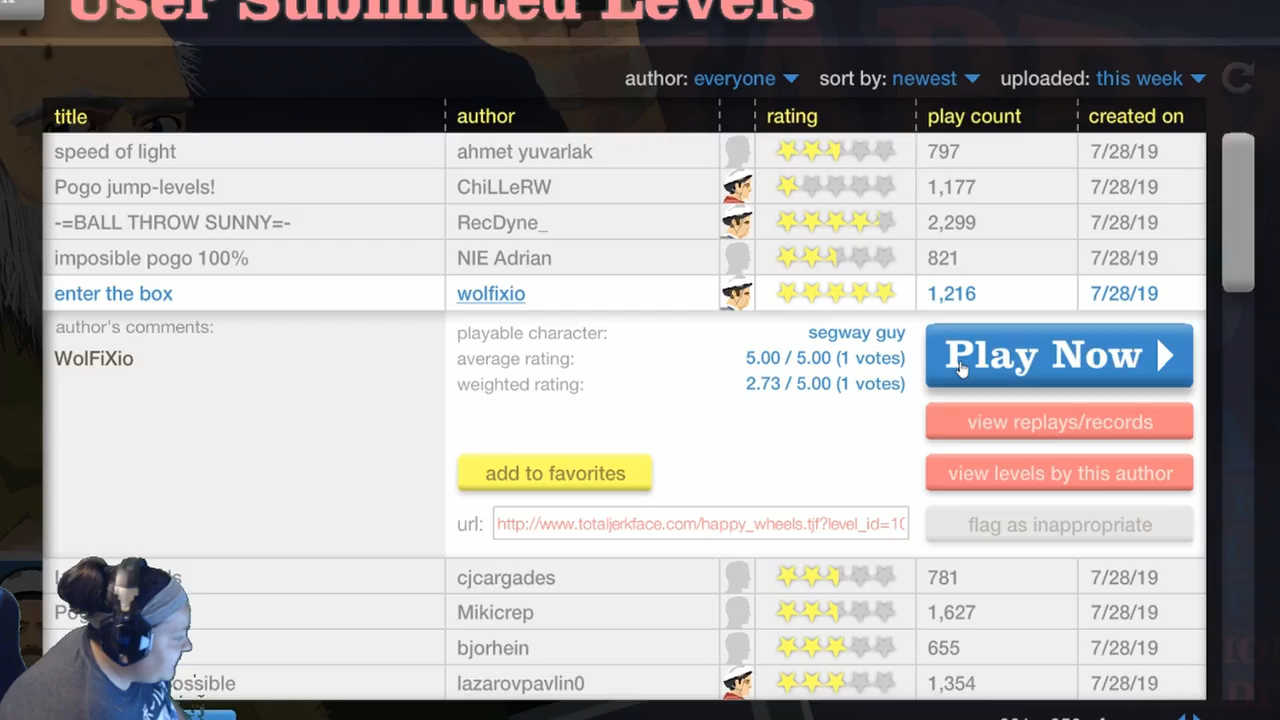 User Submitted Levels
author: everyone sort by: newest uploaded: this week
title author rating play count created on
speed of light ahmet yuvarlak 797 7/28/19
Pogo jump-levels! ChiLLeRW 1,177 7/28/19
-=BALL THROW SUNNY=- RecDyne_ 2,299 7/28/19
imposible pogo 100% NIE Adrian 821 7/28/19
enter the box wolfixio 1,216 7/28/19
author's comments:
WolFiXio
playable character: segway guy
average rating: 5.00 / 5.00 (1 votes)
weighted rating: 2.73 / 5.00 (1 votes)
Play Now
view replays/records
add to favorites
view levels by this author
url: http://www.totaljerkface.com/happy_wheels.tjf?level_id=10
flag as inappropriate
cjcargades 781 7/28/19
Mikicrep 1,627 7/28/19
bjorhein 655 7/28/19
lazarovpavlin0 1,354 7/28/19